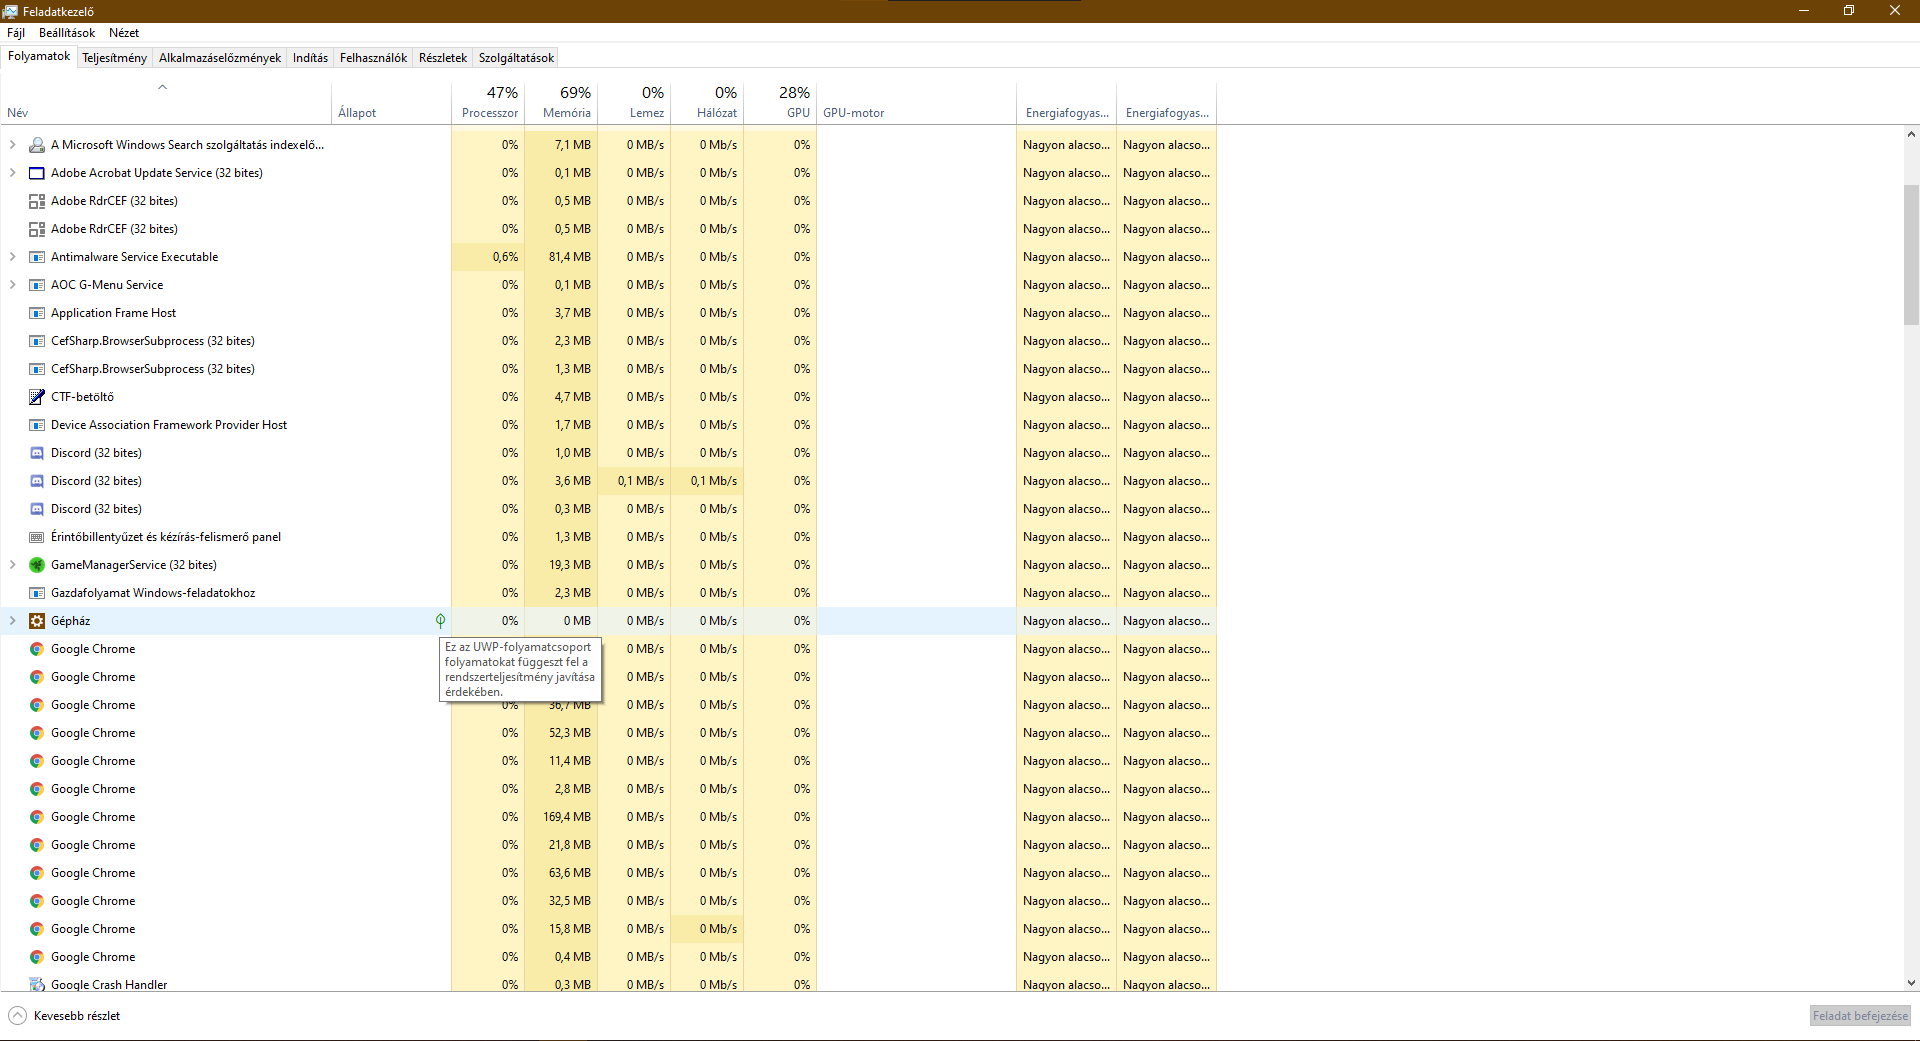 Feladatkezelő
Fájl Beállítások Nézet
Folyamatok Teljesítmény Alkalmazáselőzmények Indítás Felhasználók Részletek Szolgáltatások
47% 69% 0% 0% 28%
Név Állapot Processzor Memória Lemez Hálózat GPU GPU-motor Energiafogyas... Energiafogyas...
A Microsoft Windows Search szolgáltatás indexelő... 0% 7,1 MB 0 MB/s 0 Mb/s 0% Nagyon alacso... Nagyon alacso...
Adobe Acrobat Update Service (32 bites) 0% 0,1 MB 0 MB/s 0 Mb/s 0% Nagyon alacso... Nagyon alacso...
Adobe RdrCEF (32 bites) 0% 0,5 MB 0 MB/s 0 Mb/s 0% Nagyon alacso... Nagyon alacso...
Adobe RdrCEF (32 bites) 0% 0,5 MB 0 MB/s 0 Mb/s 0% Nagyon alacso... Nagyon alacso...
Antimalware Service Executable 0,6% 81,4 MB 0 MB/s 0 Mb/s 0% Nagyon alacso... Nagyon alacso...
AOC G-Menu Service 0% 0,1 MB 0 MB/s 0 Mb/s 0% Nagyon alacso... Nagyon alacso...
Application Frame Host 0% 3,7 MB 0 MB/s 0 Mb/s 0% Nagyon alacso... Nagyon alacso...
CefSharp.BrowserSubprocess (32 bites) 0% 2,3 MB 0 MB/s 0 Mb/s 0% Nagyon alacso... Nagyon alacso...
CefSharp.BrowserSubprocess (32 bites) 0% 1,3 MB 0 MB/s 0 Mb/s 0% Nagyon alacso... Nagyon alacso...
CTF-betöltő 0% 4,7 MB 0 MB/s 0 Mb/s 0% Nagyon alacso... Nagyon alacso...
Device Association Framework Provider Host 0% 1,7 MB 0 MB/s 0 Mb/s 0% Nagyon alacso... Nagyon alacso...
Discord (32 bites) 0% 1,0 MB 0 MB/s 0 Mb/s 0% Nagyon alacso... Nagyon alacso...
Discord (32 bites) 0% 3,6 MB 0,1 MB/s 0,1 Mb/s 0% Nagyon alacso... Nagyon alacso...
Discord (32 bites) 0% 0,3 MB 0 MB/s 0 Mb/s 0% Nagyon alacso... Nagyon alacso...
Érintőbillentyűzet és kézírás-felismerő panel 0% 1,3 MB 0 MB/s 0 Mb/s 0% Nagyon alacso... Nagyon alacso...
GameManagerService (32 bites) 0% 19,3 MB 0 MB/s 0 Mb/s 0% Nagyon alacso... Nagyon alacso...
Gazdafolyamat Windows-feladatokhoz 0% 2,3 MB 0 MB/s 0 Mb/s 0% Nagyon alacso... Nagyon alacso...
Gépház 0% 0 MB 0 MB/s 0 Mb/s 0% Nagyon alacso... Nagyon alacso...
Google Chrome 0 MB/s 0 Mb/s 0% Nagyon alacso... Nagyon alacso...
Google Chrome 0 MB/s 0 Mb/s 0% Nagyon alacso... Nagyon alacso...
Ez az UWP-folyamatcsoport
folyamatokat függeszt fel a
rendszerteljesítmény javítása
érdekében.
Google Chrome 0% 36,7 MB 0 MB/s 0 Mb/s 0% Nagyon alacso... Nagyon alacso...
Google Chrome 0% 52,3 MB 0 MB/s 0 Mb/s 0% Nagyon alacso... Nagyon alacso...
Google Chrome 0% 11,4 MB 0 MB/s 0 Mb/s 0% Nagyon alacso... Nagyon alacso...
Google Chrome 0% 2,8 MB 0 MB/s 0 Mb/s 0% Nagyon alacso... Nagyon alacso...
Google Chrome 0% 169,4 MB 0 MB/s 0 Mb/s 0% Nagyon alacso... Nagyon alacso...
Google Chrome 0% 21,8 MB 0 MB/s 0 Mb/s 0% Nagyon alacso... Nagyon alacso...
Google Chrome 0% 63,6 MB 0 MB/s 0 Mb/s 0% Nagyon alacso... Nagyon alacso...
Google Chrome 0% 32,5 MB 0 MB/s 0 Mb/s 0% Nagyon alacso... Nagyon alacso...
Google Chrome 0% 15,8 MB 0 MB/s 0 Mb/s 0% Nagyon alacso... Nagyon alacso...
Google Chrome 0% 0,4 MB 0 MB/s 0 Mb/s 0% Nagyon alacso... Nagyon alacso...
Google Crash Handler 0% 0,3 MB 0 MB/s 0 Mb/s 0% Nagyon alacso... Nagyon alacso...
Kevesebb részlet Feladat befejezése